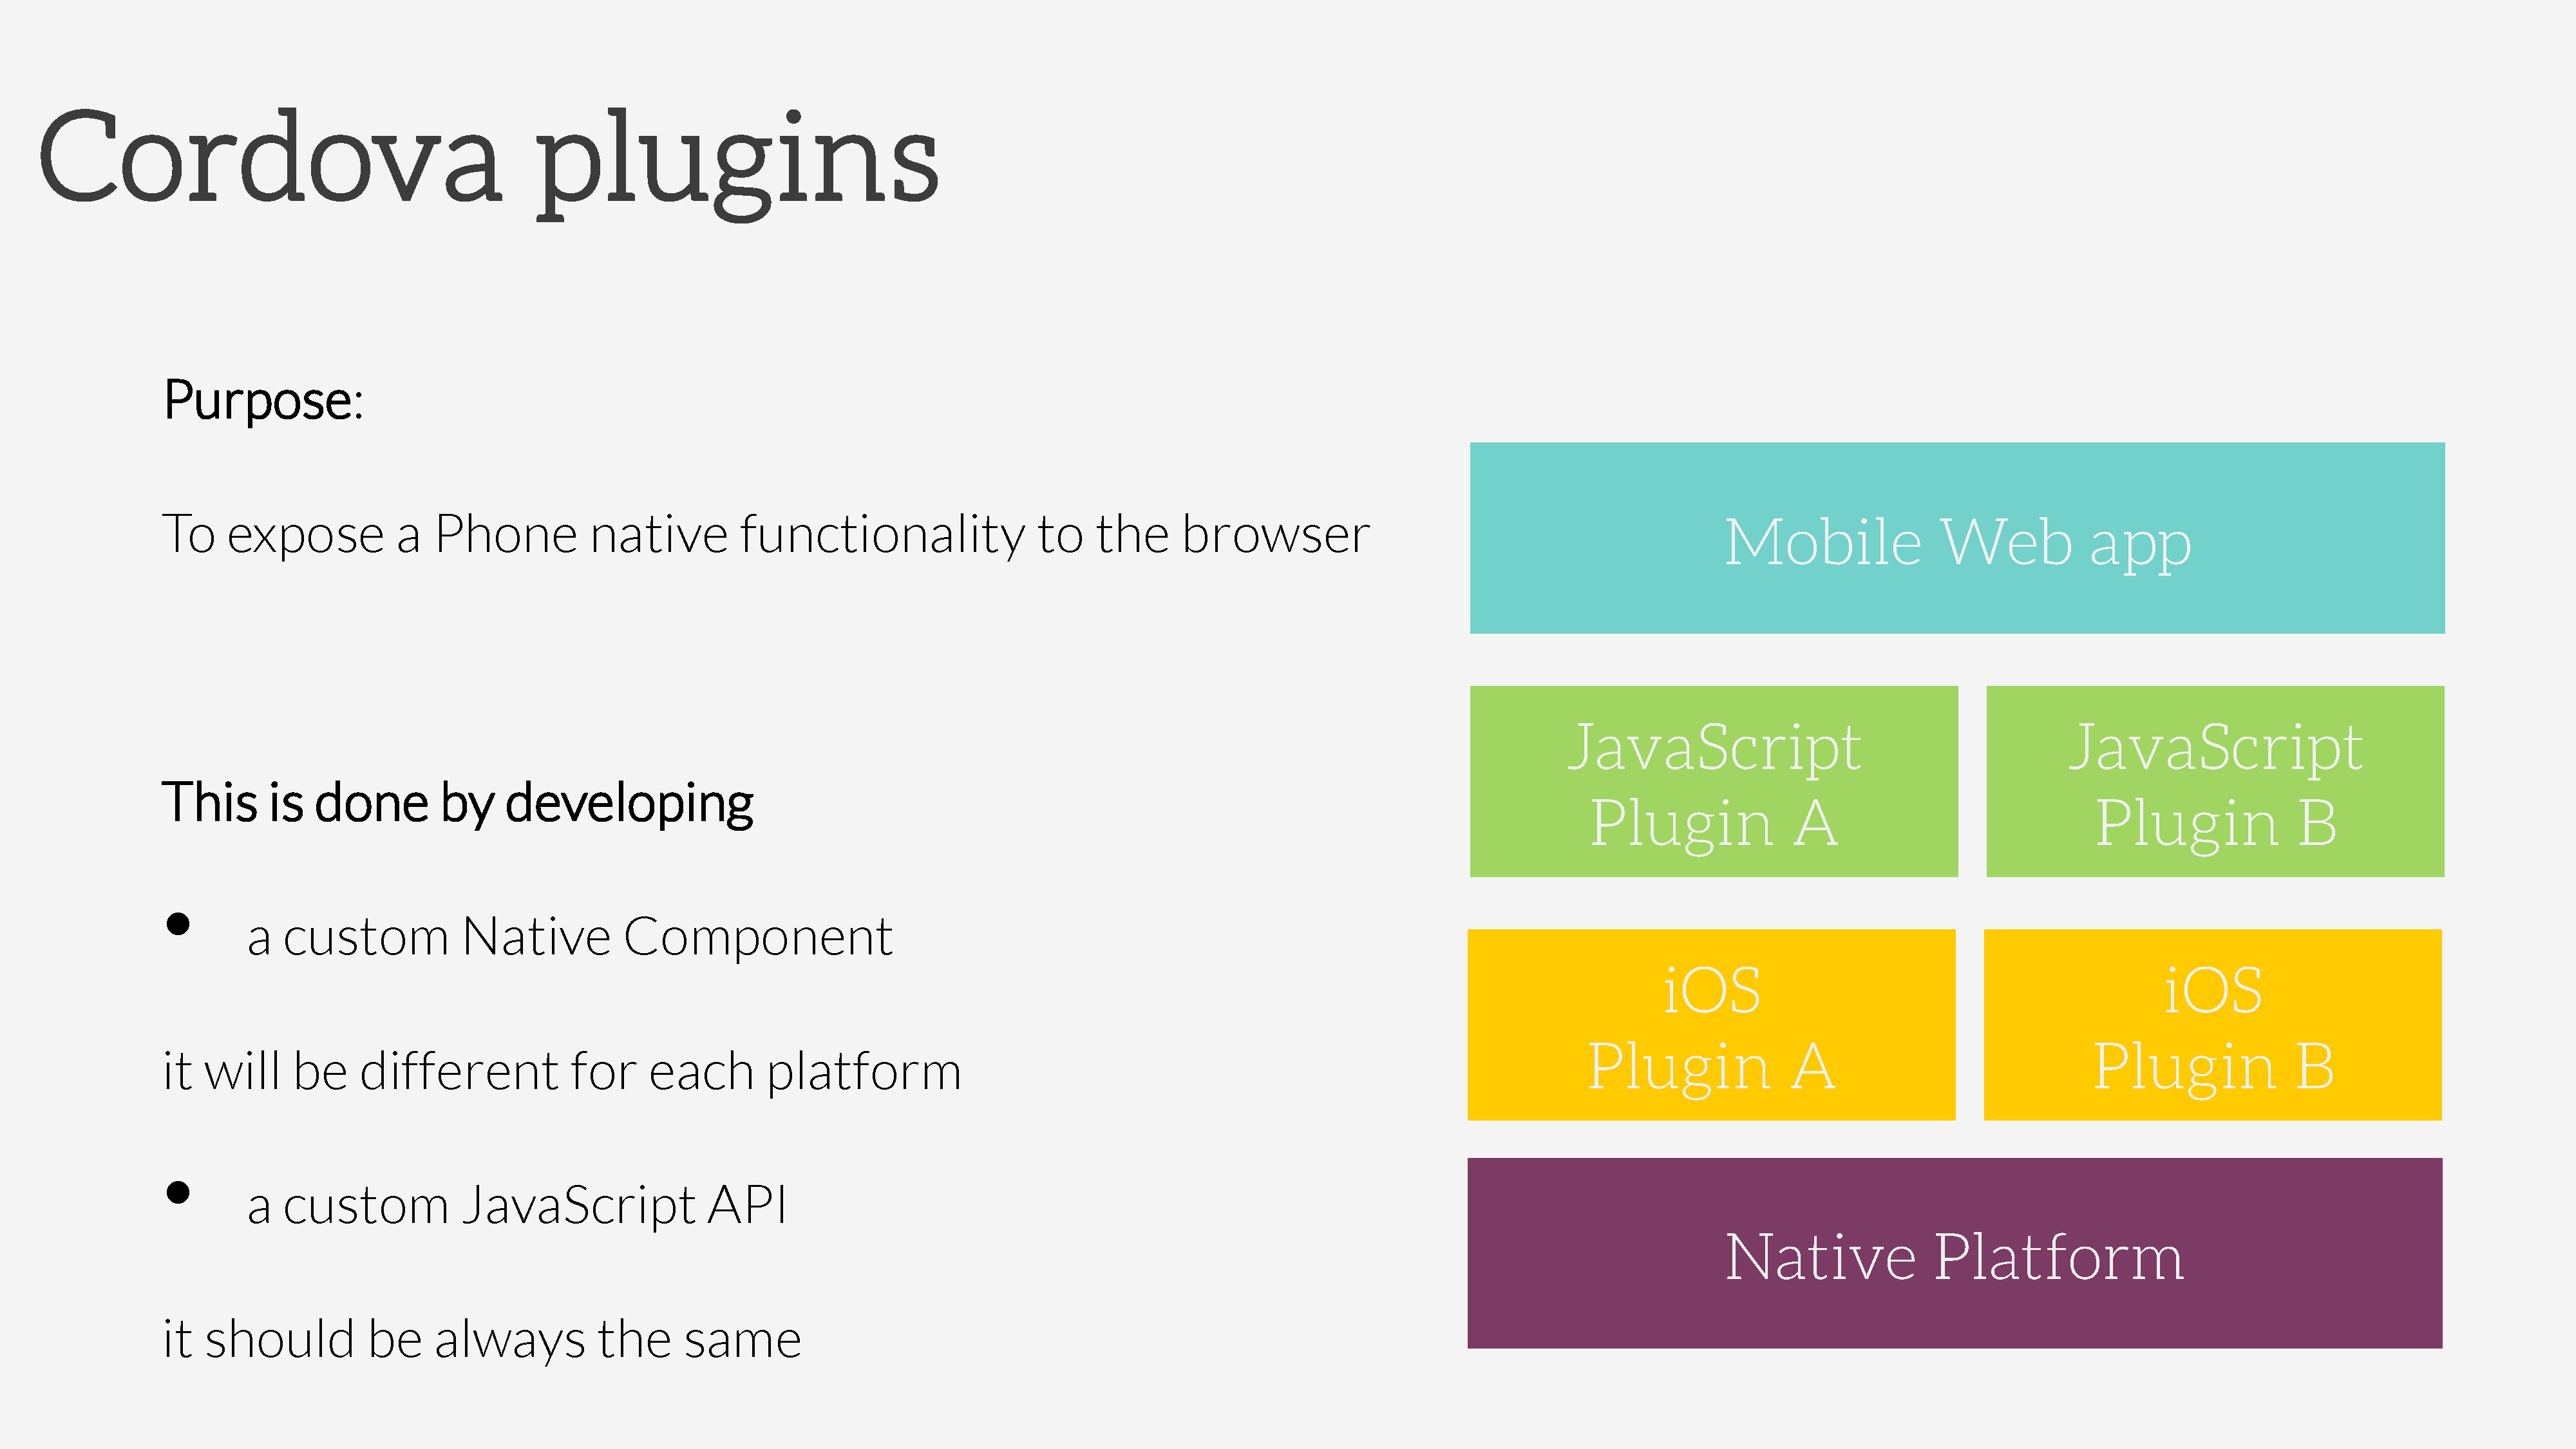 Cordova plugins
Purpose:
To expose a Phone native functionality to the browser
This is done by developing
• a custom Native Component
it will be different for each platform
• a custom JavaScript API
it should be always the same
Mobile Web app
JavaScript
Plugin A
JavaScript
Plugin B
iOS
Plugin A
iOS
Plugin B
Native Platform